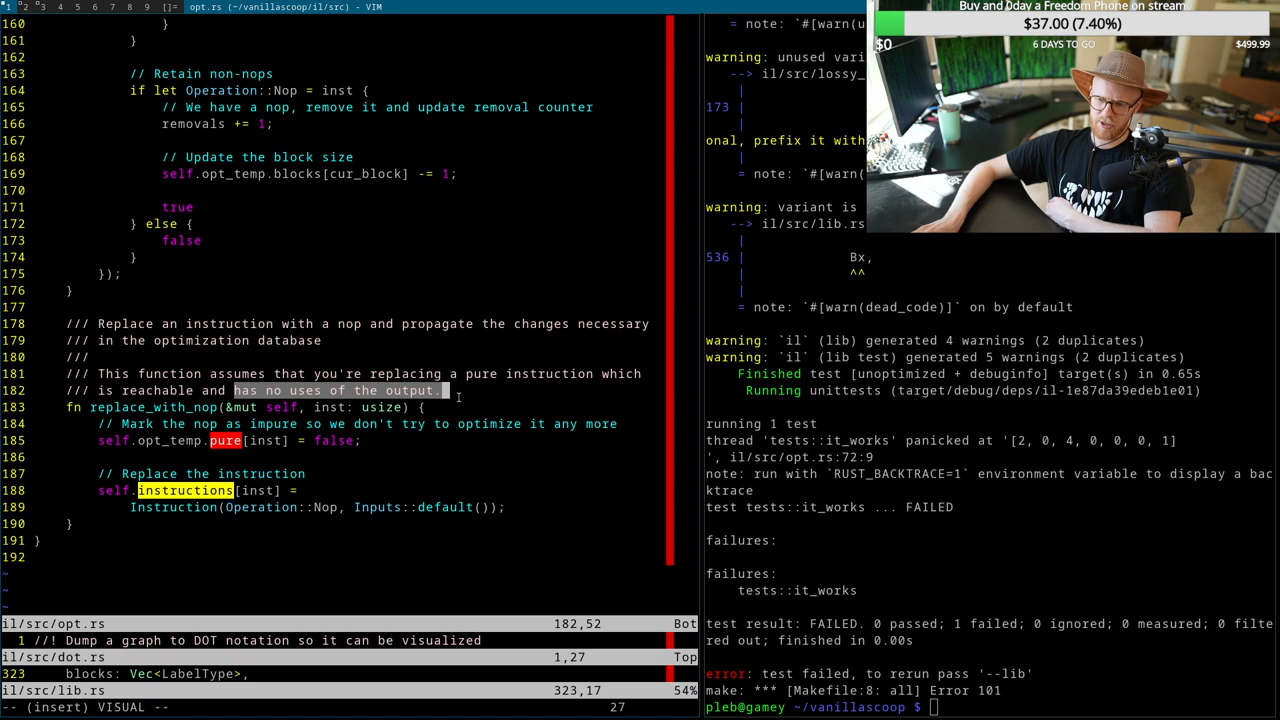 1 2 3 4 5 6 7 8 9 []= opt.rs (~/vanillascoop/il/src) - VIM
160 }
161 }
162
163 // Retain non-nops
164 if let Operation::Nop = inst {
165 // We have a nop, remove it and update removal counter
166 removals += 1;
167
168 // Update the block size
169 self.opt_temp.blocks[cur_block] -= 1;
170
171 true
172 } else {
173 false
174 }
175 });
176 }
177
178 /// Replace an instruction with a nop and propagate the changes necessary
179 /// in the optimization database
180 ///
181 /// This function assumes that you're replacing a pure instruction which
182 /// is reachable and has no uses of the output.
183 fn replace_with_nop(&mut self, inst: usize) {
184 // Mark the nop as impure so we don't try to optimize it any more
185 self.opt_temp.pure[inst] = false;
186
187 // Replace the instruction
188 self.instructions[inst] =
189 Instruction(Operation::Nop, Inputs::default());
190 }
191 }
192
~
~
~
il/src/opt.rs 182,52 Bot
1 //! Dump a graph to DOT notation so it can be visualized
il/src/dot.rs 1,27 Top
323 blocks: Vec<LabelType>,
il/src/lib.rs 323,17 54%
-- (insert) VISUAL -- 27
= note: `#[warn(u
warning: unused vari
--> il/src/lossy_
|
173 |
|
onal, prefix it with
|
= note: `#[warn(
warning: variant is
--> il/src/lib.rs
|
536 | Bx,
| ^^
|
= note: `#[warn(dead_code)]` on by default
warning: `il` (lib) generated 4 warnings (2 duplicates)
warning: `il` (lib test) generated 5 warnings (2 duplicates)
Finished test [unoptimized + debuginfo] target(s) in 0.65s
Running unittests (target/debug/deps/il-1e87da39edeb1e01)
running 1 test
thread 'tests::it_works' panicked at '[2, 0, 4, 0, 0, 0, 1]
', il/src/opt.rs:72:9
note: run with `RUST_BACKTRACE=1` environment variable to display a bac
ktrace
test tests::it_works ... FAILED
failures:
failures:
tests::it_works
test result: FAILED. 0 passed; 1 failed; 0 ignored; 0 measured; 0 filte
red out; finished in 0.00s
error: test failed, to rerun pass '--lib'
make: *** [Makefile:8: all] Error 101
pleb@gamey ~/vanillascoop $
Buy and 0day a Freedom Phone on stream
$37.00 (7.40%)
$0 6 DAYS TO GO $499.99